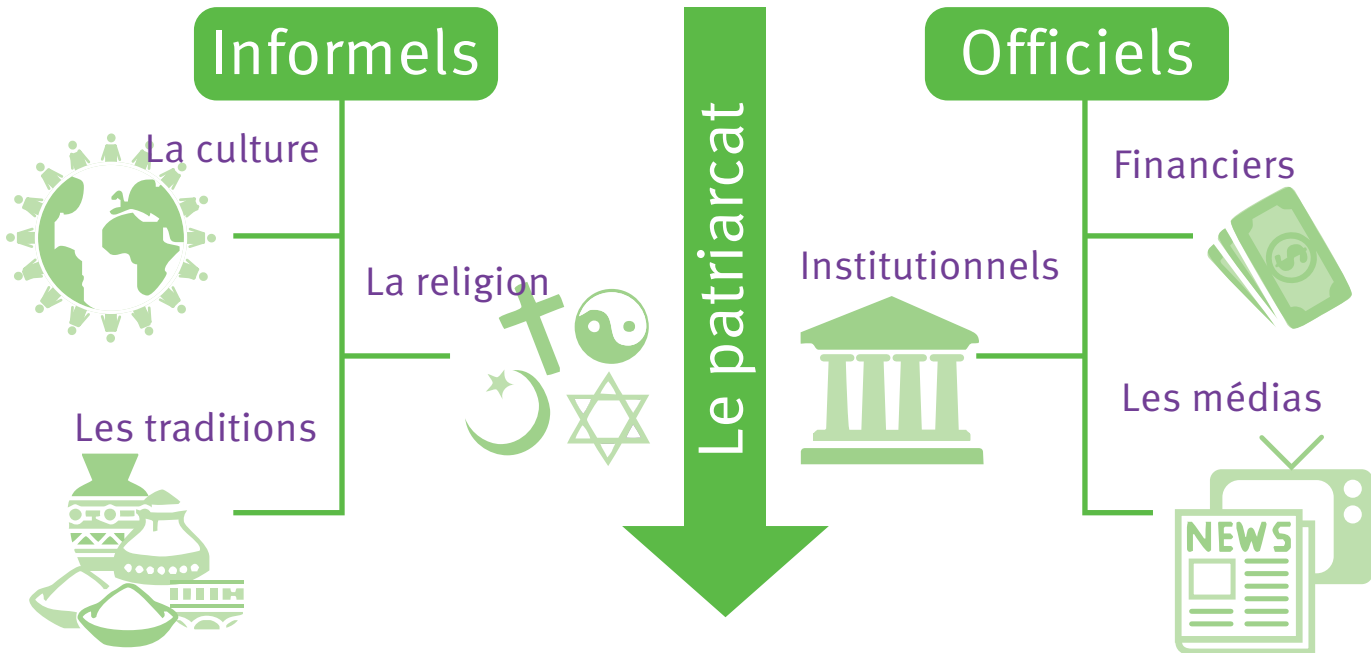 Informels
La culture
La religion
Les traditions
Le patriarcat
Officiels
Financiers
Institutionnels
Les médias
NEWS